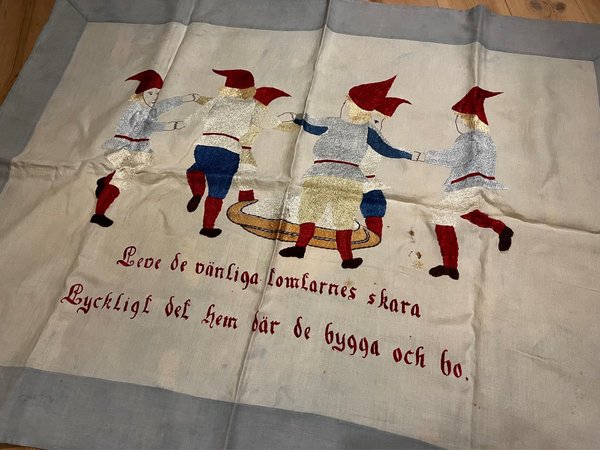 Leve de vänliga tomtarnes skara
Lyckligt det hem där de bygga och bo.